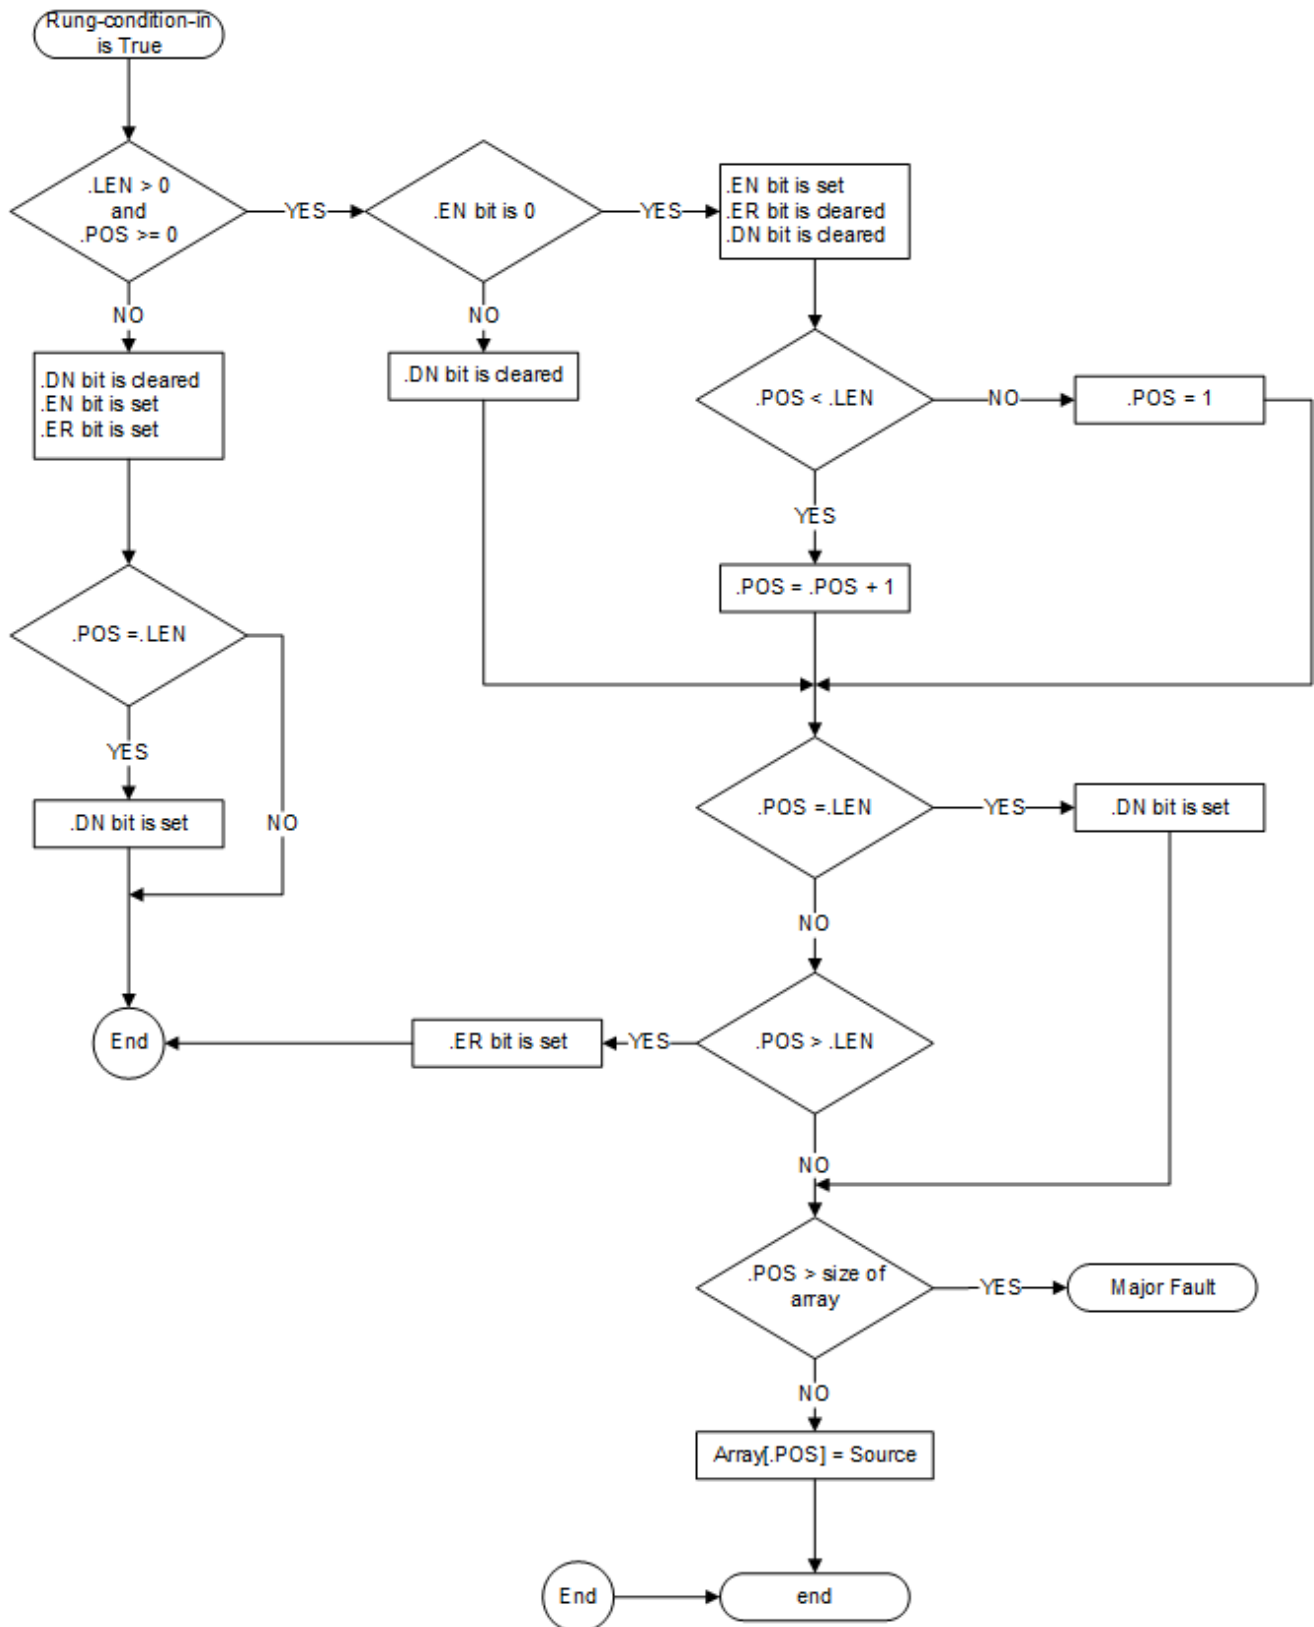 Rung-condition-in
is True
.LEN > 0
and
.POS >= 0
YES
.EN bit is 0
YES
.EN bit is set
.ER bit is cleared
.DN bit is cleared
NO
NO
.DN bit is cleared
.EN bit is set
.ER bit is set
.DN bit is cleared
.POS < .LEN
NO
.POS = 1
YES
.POS = .POS + 1
.POS =.LEN
YES
.DN bit is set
NO
.POS =.LEN
YES
.DN bit is set
NO
.POS > .LEN
YES
.ER bit is set
End
NO
.POS > size of
array
YES
Major Fault
NO
Array[.POS] = Source
End
end